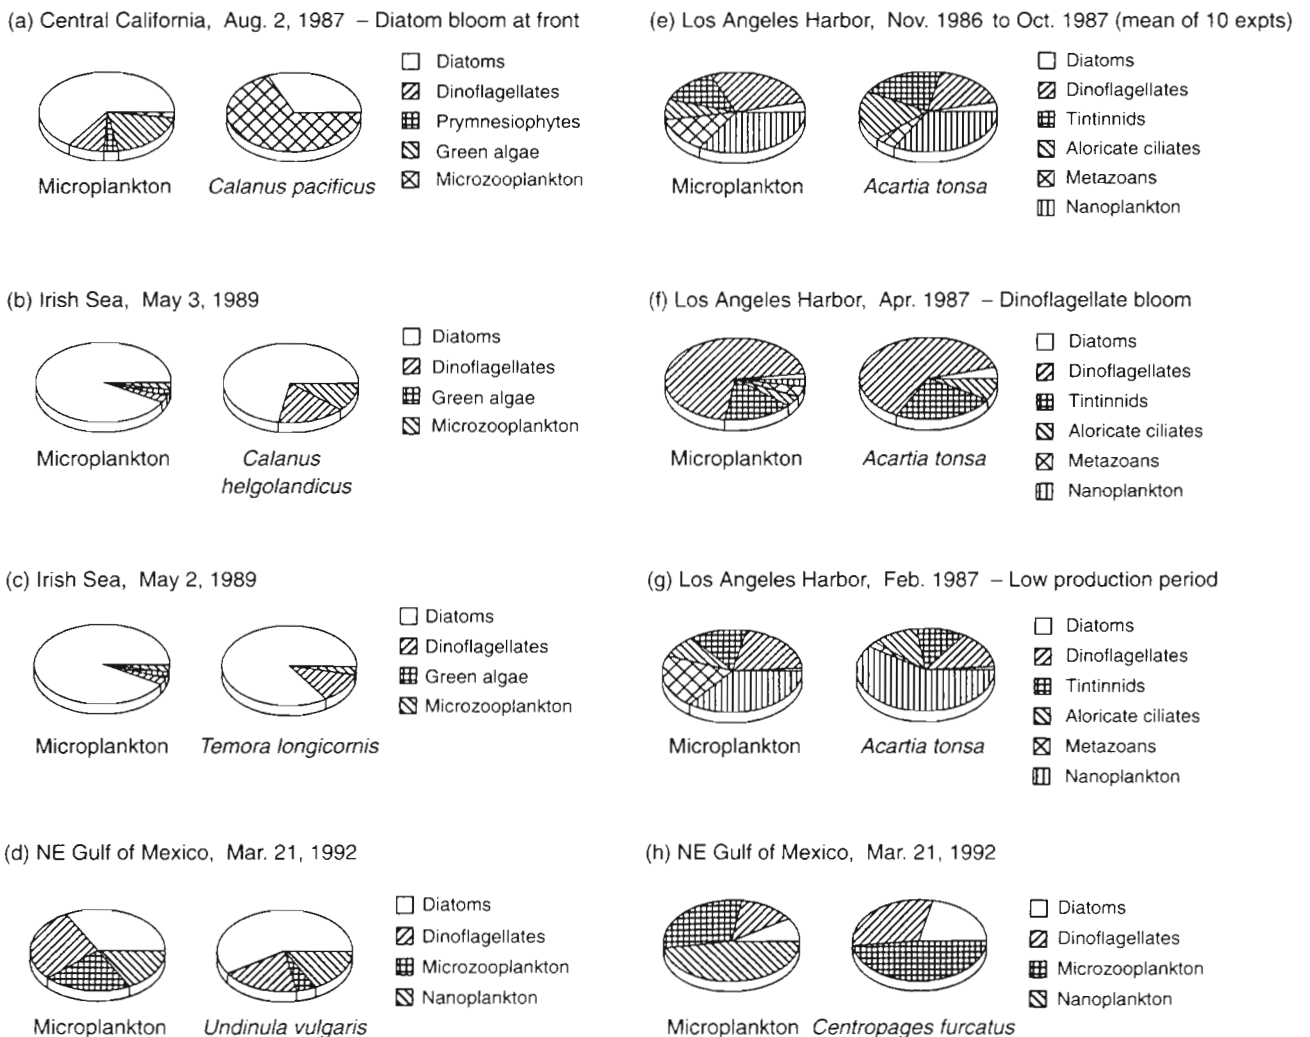 (a) Central California, Aug. 2, 1987 – Diatom bloom at front
Diatoms
Dinoflagellates
Prymnesiophytes
Green algae
Microzooplankton
Microplankton
Calanus pacificus
(b) Irish Sea, May 3, 1989
Diatoms
Dinoflagellates
Green algae
Microzooplankton
Microplankton
Calanus
helgolandicus
(c) Irish Sea, May 2, 1989
Diatoms
Dinoflagellates
Green algae
Microzooplankton
Microplankton
Temora longicornis
(d) NE Gulf of Mexico, Mar. 21, 1992
Diatoms
Dinoflagellates
Microzooplankton
Nanoplankton
Microplankton
Undinula vulgaris
(e) Los Angeles Harbor, Nov. 1986 to Oct. 1987 (mean of 10 expts)
Diatoms
Dinoflagellates
Tintinnids
Aloricate ciliates
Metazoans
Nanoplankton
Microplankton
Acartia tonsa
(f) Los Angeles Harbor, Apr. 1987 – Dinoflagellate bloom
Diatoms
Dinoflagellates
Tintinnids
Aloricate ciliates
Metazoans
Nanoplankton
Microplankton
Acartia tonsa
(g) Los Angeles Harbor, Feb. 1987 – Low production period
Diatoms
Dinoflagellates
Tintinnids
Aloricate ciliates
Metazoans
Nanoplankton
Microplankton
Acartia tonsa
(h) NE Gulf of Mexico, Mar. 21, 1992
Diatoms
Dinoflagellates
Microzooplankton
Nanoplankton
Microplankton
Centropages furcatus